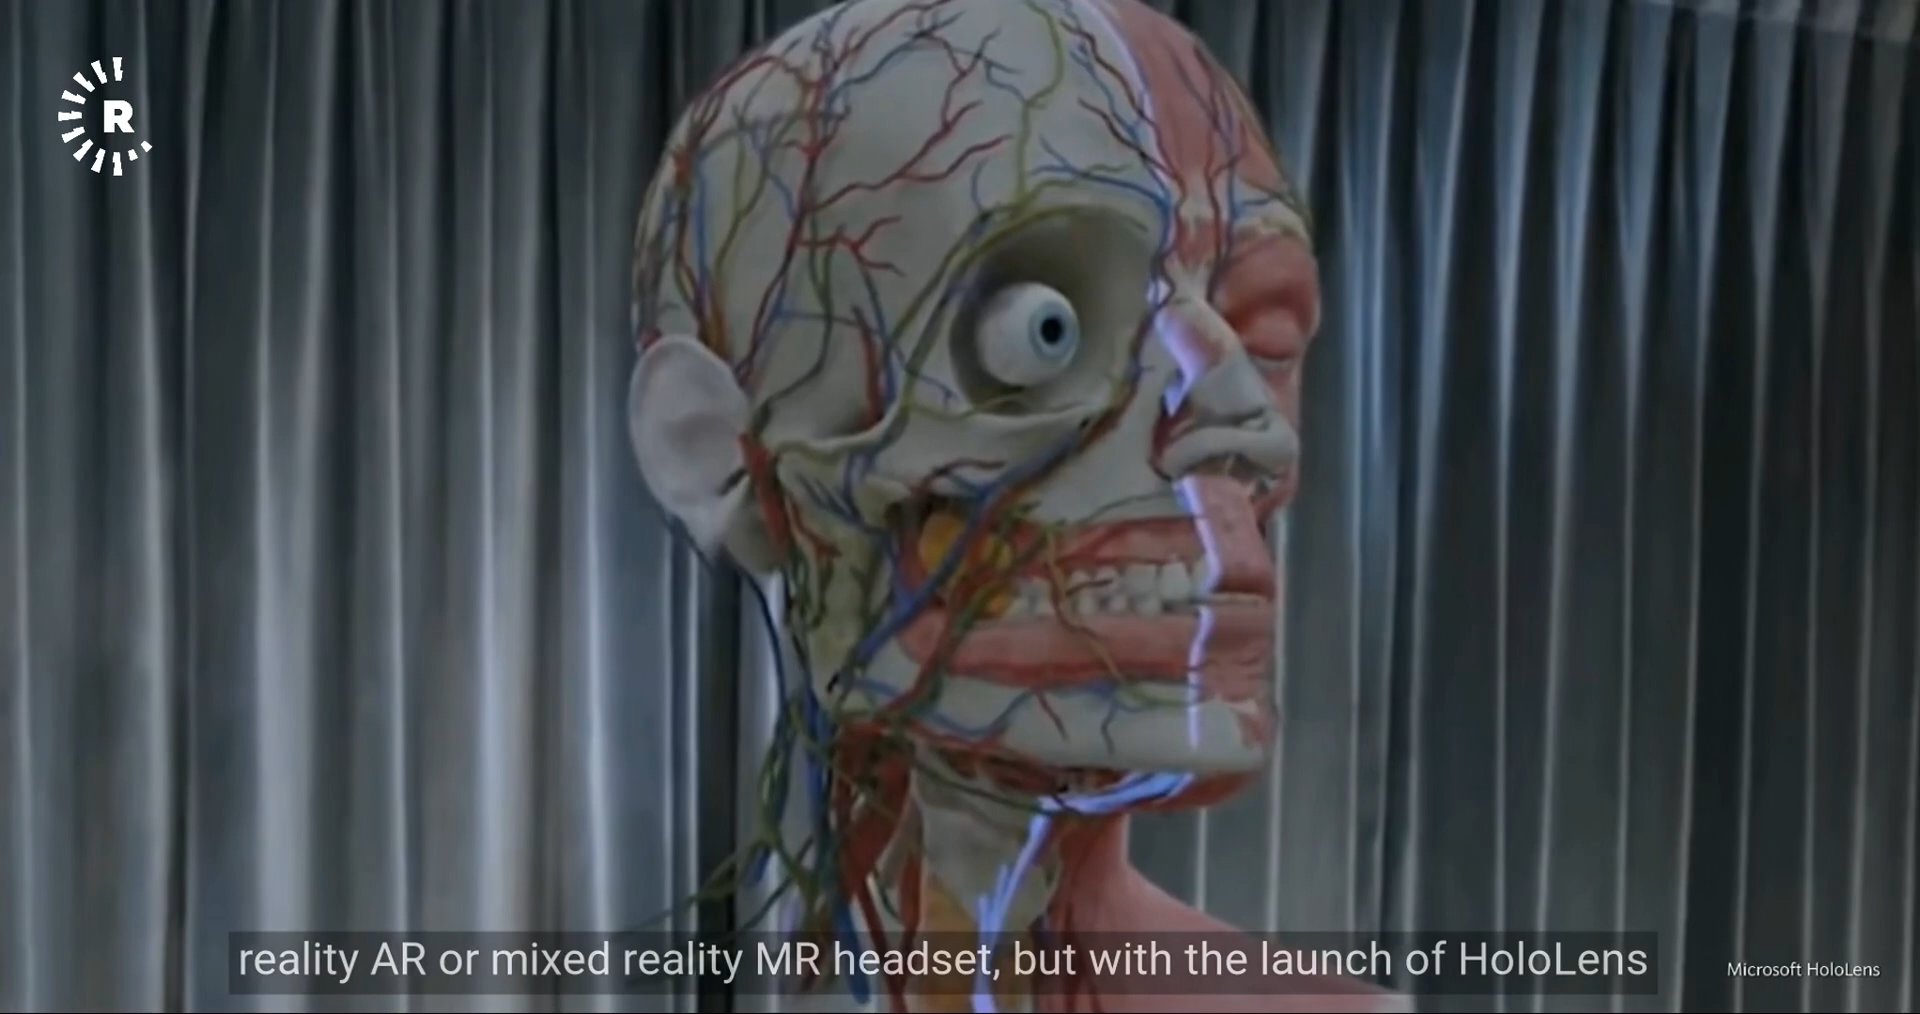 R
reality AR or mixed reality MR headset, but with the launch of HoloLens
Microsoft HoloLens